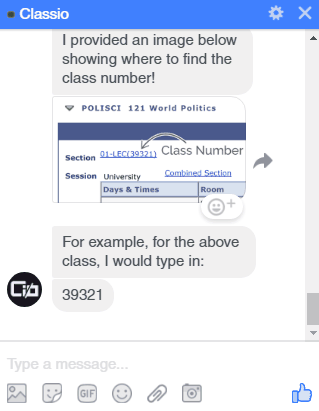 Classio
I provided an image below
showing where to find the
class number!
POLISCI 121 World Politics
Section 01-LEC(39321) Class Number
Session University Combined Section
Days & Times Room
For example, for the above
class, I would type in:
39321
Type a message...
GIF